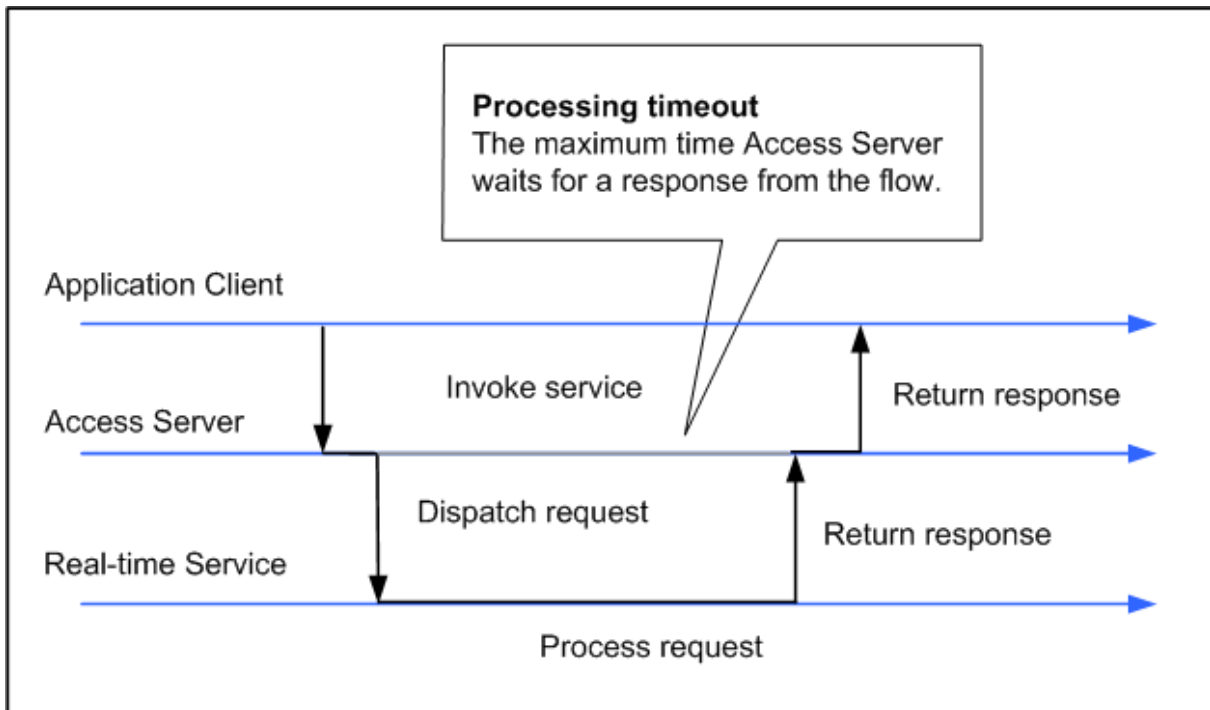 Processing timeout
The maximum time Access Server
waits for a response from the flow.
Application Client
Invoke service
Return response
Access Server
Dispatch request
Return response
Real-time Service
Process request